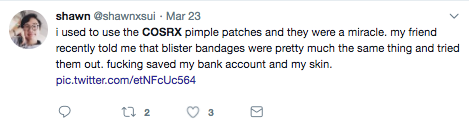 shawn @shawnxsui · Mar 23
i used to use the COSRX pimple patches and they were a miracle. my friend
recently told me that blister bandages were pretty much the same thing and tried
them out. fucking saved my bank account and my skin.
pic.twitter.com/etNFcUc564
2 3